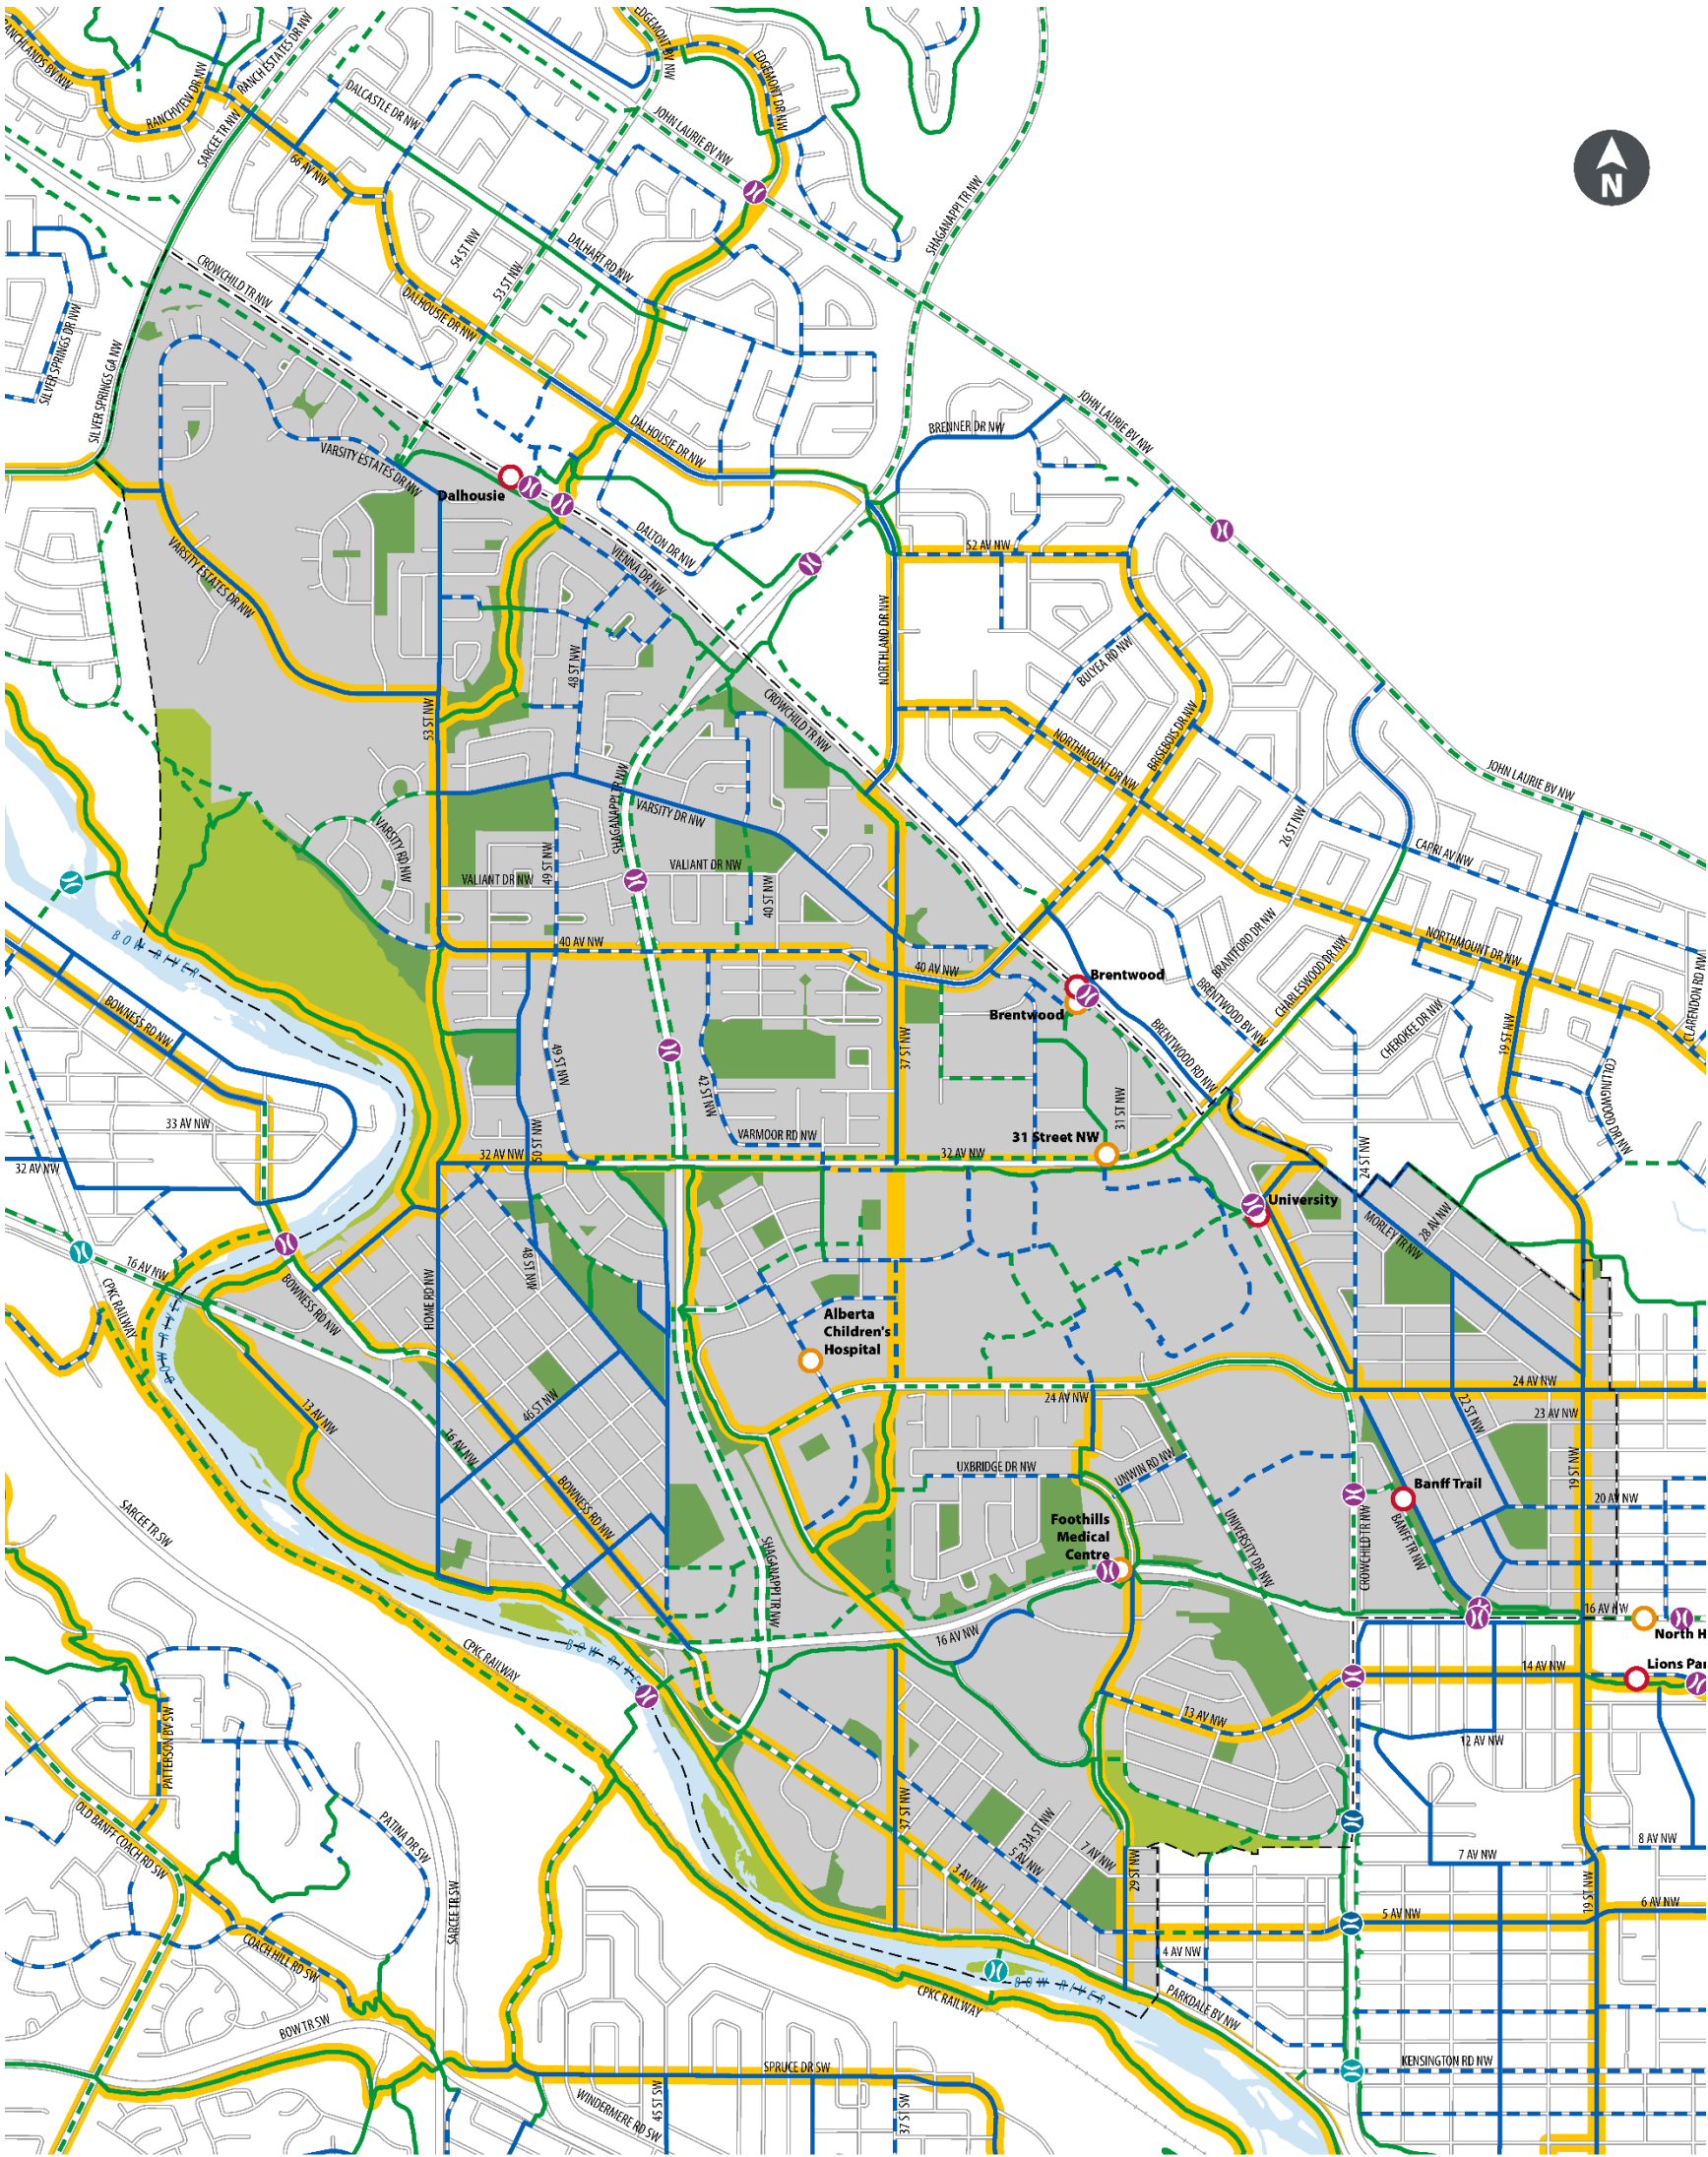 RANCHLANDS BV NW
RANCHVIEW DR NW
RANCH ESTATES DR NW
SARCEE TR NW
EDGEMONT BV NW
EDGEMONT DR NW
DALCASTLE DR NW
JOHN LAURIE BV NW
N
66 AV NW
SHAGANAPPI TR NW
54 ST NW
DALHART RD NW
53 ST NW
CROWCHILD TR NW
DALHOUSIE DR NW
SILVER SPRINGS DR NW
SILVER SPRINGS GA NW
JOHN LAURIE BV NW
BRENNER DR NW
DALHOUSIE DR NW
VARSITY ESTATES DR NW
Dalhousie
DALTON DR NW
VIENNA DR NW
52 AV NW
VARSITY ESTATES DR NW
NORTHLAND DR NW
48 ST NW
BULYEA RD NW
53 ST NW
CROWCHILD TR NW
BRISEBOIS DR NW
NORTHMOUNT DR NW
JOHN LAURIE BV NW
SHAGANAPPI TR NW
VARSITY DR NW
26 ST NW
VARSITY RD NW
CAPRI AV NW
VALIANT DR NW
49 ST NW
VALIANT DR NW
40 ST NW
BOW RIVER
40 AV NW
40 AV NW
BRANTFORD DR NW
NORTHMOUNT DR NW
Brentwood
Brentwood
BRENTWOOD BV NW
CHARLESWOOD DR NW
BOWNESS RD NW
CLARENDON RD NW
CHEROKEE DR NW
19 ST NW
37 ST NW
BRENTWOOD RD NW
49 ST NW
42 ST NW
COLLINGWOOD DR NW
33 AV NW
31 ST NW
VARMOOR RD NW
31 Street NW
32 AV NW
50 ST NW
32 AV NW
32 AV NW
24 ST NW
University
MORLEY TR NW
28 AV NW
16 AV NW
48 ST NW
CPKC RAILWAY
BOWNESS RD NW
HOME RD NW
BOW RIVER
Alberta
Children's
Hospital
24 AV NW
24 AV NW
13 AV NW
46 ST NW
22 ST NW
23 AV NW
16 AV NW
UXBRIDGE DR NW
UNWIN RD NW
19 ST NW
Banff Trail
20 AV NW
SARCEE TR SW
BOWNESS RD NW
Foothills
Medical
Centre
UNIVERSITY DR NW
CROWCHILD TR NW
BANFF TR NW
SHAGANAPPI TR NW
16 AV NW
16 AV NW
North H
CPKC RAILWAY
BOW RIVER
14 AV NW
Lions Par
PATTERSON BV SW
13 AV NW
12 AV NW
OLD BANFF COACH RD SW
PATINA DR SW
37 ST NW
33A ST NW
5 AV NW
7 AV NW
3 AV NW
29 ST NW
7 AV NW
8 AV NW
19 ST NW
5 AV NW
6 AV NW
SARCEE TR SW
COACH HILL RD SW
4 AV NW
BOW RIVER
CPKC RAILWAY
PARKDALE BV NW
BOW TR SW
SPRUCE DR SW
KENSINGTON RD NW
WINDERMERE RD SW
45 ST SW
37 ST SW